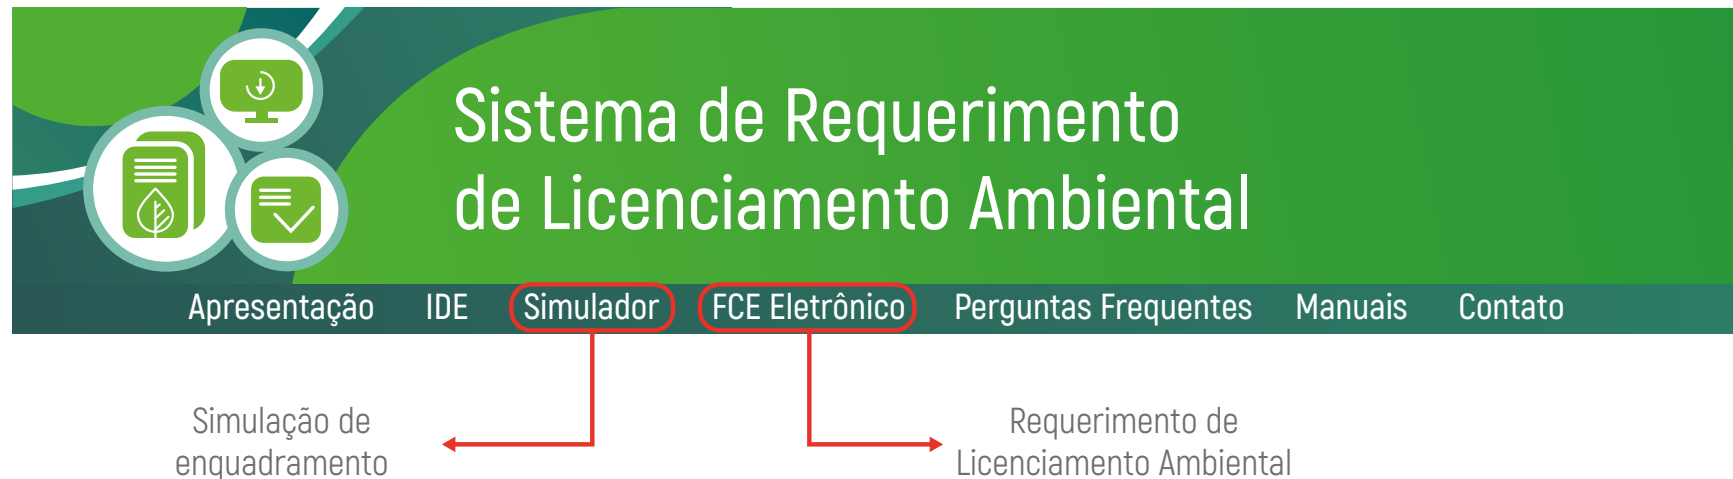 Sistema de Requerimento
de Licenciamento Ambiental
Apresentação IDE Simulador FCE Eletrônico Perguntas Frequentes Manuais Contato
Simulação de
enquadramento
Requerimento de
Licenciamento Ambiental